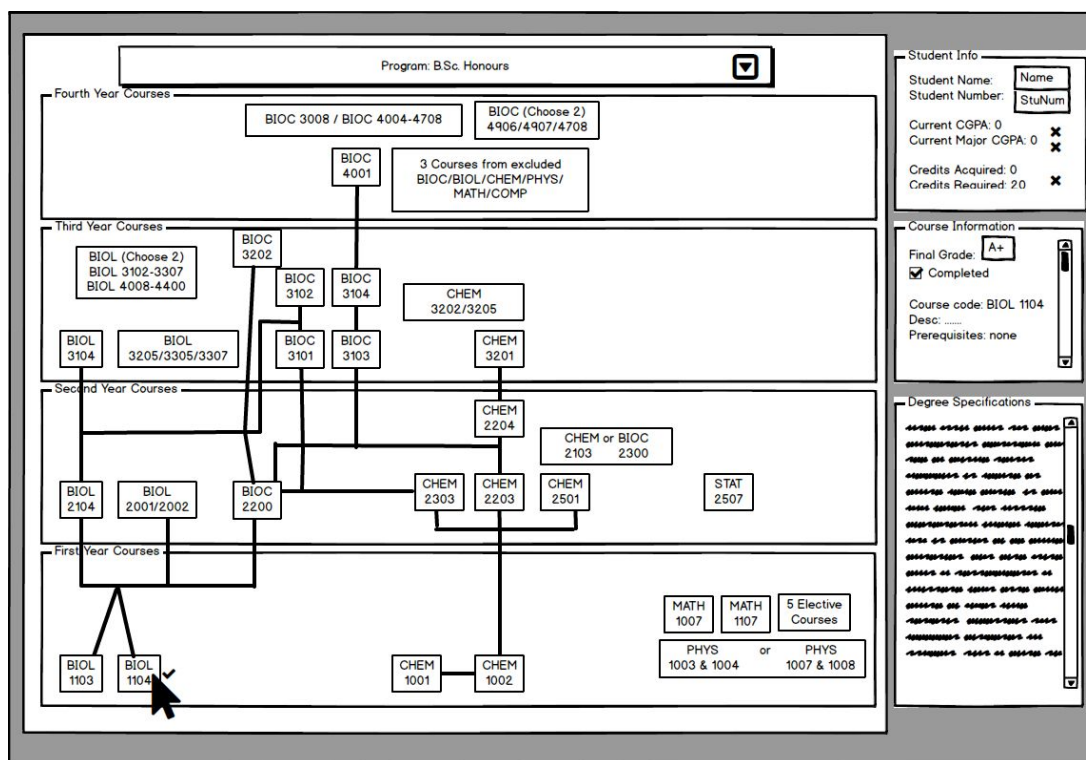 Program: B.Sc. Honours
Fourth Year Courses
BIOC 3008 / BIOC 4004-4708
BIOC (Choose 2)
4906/4907/4708
BIOC
4001
3 Courses from excluded
BIOC/BIOL/CHEM/PHYS/
MATH/COMP
Third Year Courses
BIOL (Choose 2)
BIOL 3102-3307
BIOL 4008-4400
BIOC
3202
BIOC
3102
BIOC
3104
CHEM
3202/3205
BIOL
3104
BIOL
3205/3305/3307
BIOC
3101
BIOC
3103
CHEM
3201
Second Year Courses
CHEM
2204
CHEM or BIOC
2103 2300
BIOL
2104
BIOL
2001/2002
BIOC
2200
CHEM
2303
CHEM
2203
CHEM
2501
STAT
2507
First Year Courses
MATH
1007
MATH
1107
5 Elective
Courses
PHYS or PHYS
1003 & 1004 1007 & 1008
BIOL
1103
BIOL
1104
CHEM
1001
CHEM
1002
Student Info
Student Name: Name
Student Number: StuNum
Current CGPA: 0
Current Major CGPA: 0
Credits Acquired: 0
Credits Required: 20
Course Information
Final Grade: A+
Completed
Course code: BIOL 1104
Desc: .......
Prerequisites: none
Degree Specifications